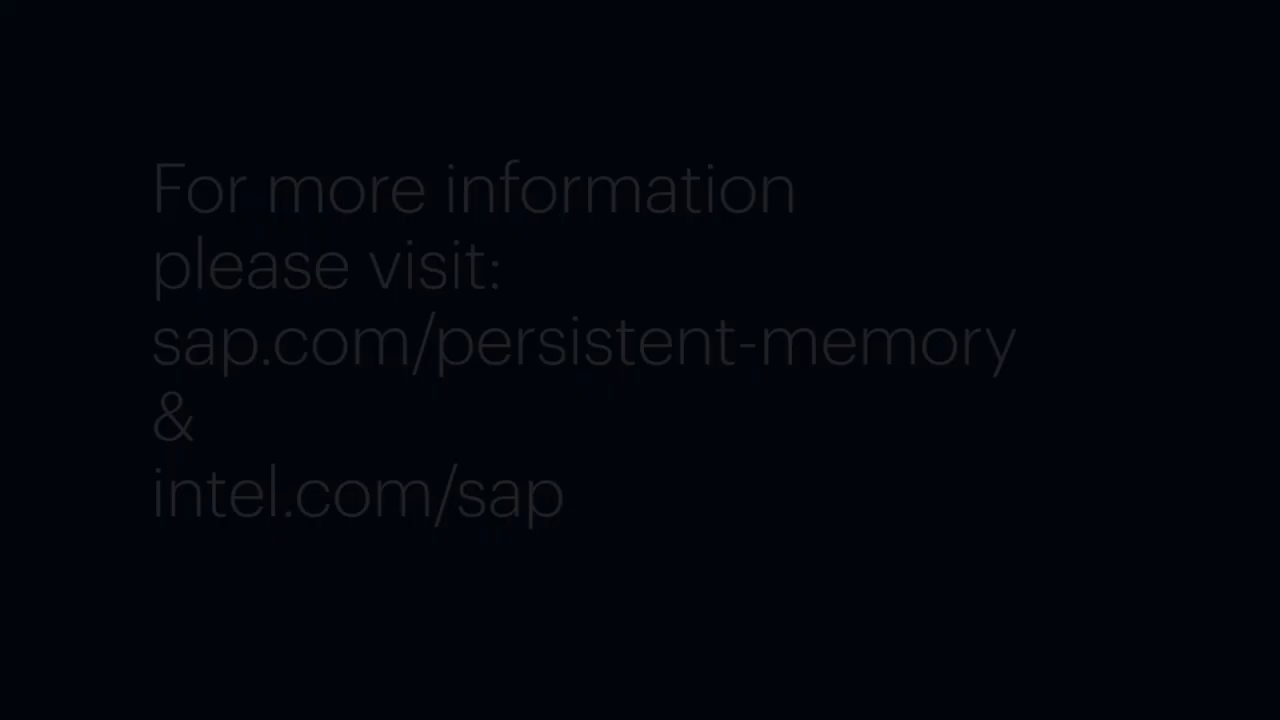 For more information
please visit:
sap.com/persistent-memory
&
intel.com/sap